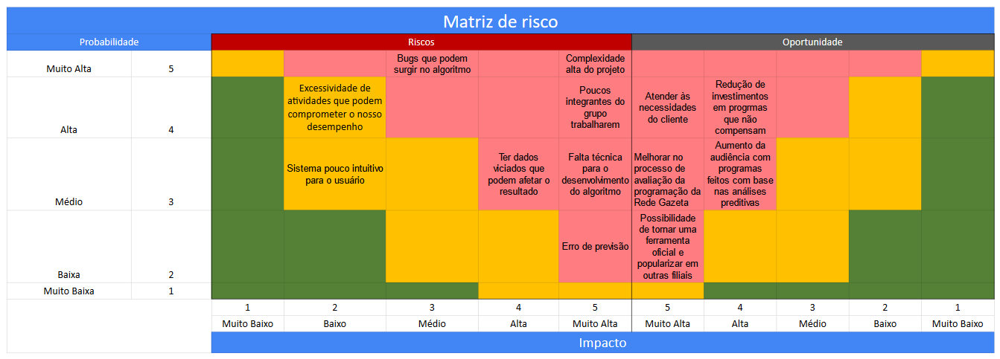 Matriz de risco
Probabilidade
Riscos
Oportunidade
Muito Alta
5
Bugs que podem
surgir no algoritmo
Complexidade
alta do projeto
Alta
4
Excessividade de
atividades que podem
comprometer o nosso
desempenho
Poucos
integrantes do
grupo
trabalharem
Atender às
necessidades
do cliente
Redução de
investimentos
em progrmas
que não
compensam
Médio
3
Sistema pouco intuitivo
para o usuário
Ter dados
viciados que
podem afetar o
resultado
Falta técnica
para o
desenvolvimento
do algoritmo
Melhorar no
processo de
avaliação da
programação da
Rede Gazeta
Aumento da
audiência com
programas
feitos com base
nas análises
preditivas
Baixa
2
Erro de previsão
Possibilidade
de tornar uma
ferramenta
oficial e
popularizar em
outras filiais
Muito Baixa
1
1
2
3
4
5
5
4
3
2
1
Muito Baixo
Baixo
Médio
Alta
Muito Alta
Muito Alta
Alta
Médio
Baixo
Muito Baixo
Impacto